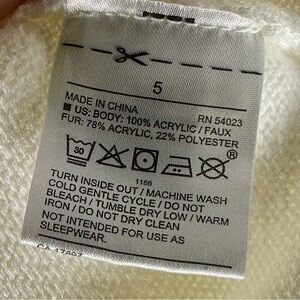 5
MADE IN CHINA RN 54023
US: BODY: 100% ACRYLIC / FAUX
FUR: 78% ACRYLIC, 22% POLYESTER
30
®
1166
TURN INSIDE OUT / MACHINE WASH
COLD GENTLE CYCLE / DO NOT
BLEACH / TUMBLE DRY LOW / WARM
IRON / DO NOT DRY CLEAN
NOT INTENDED FOR USE AS
SLEEPWEAR.